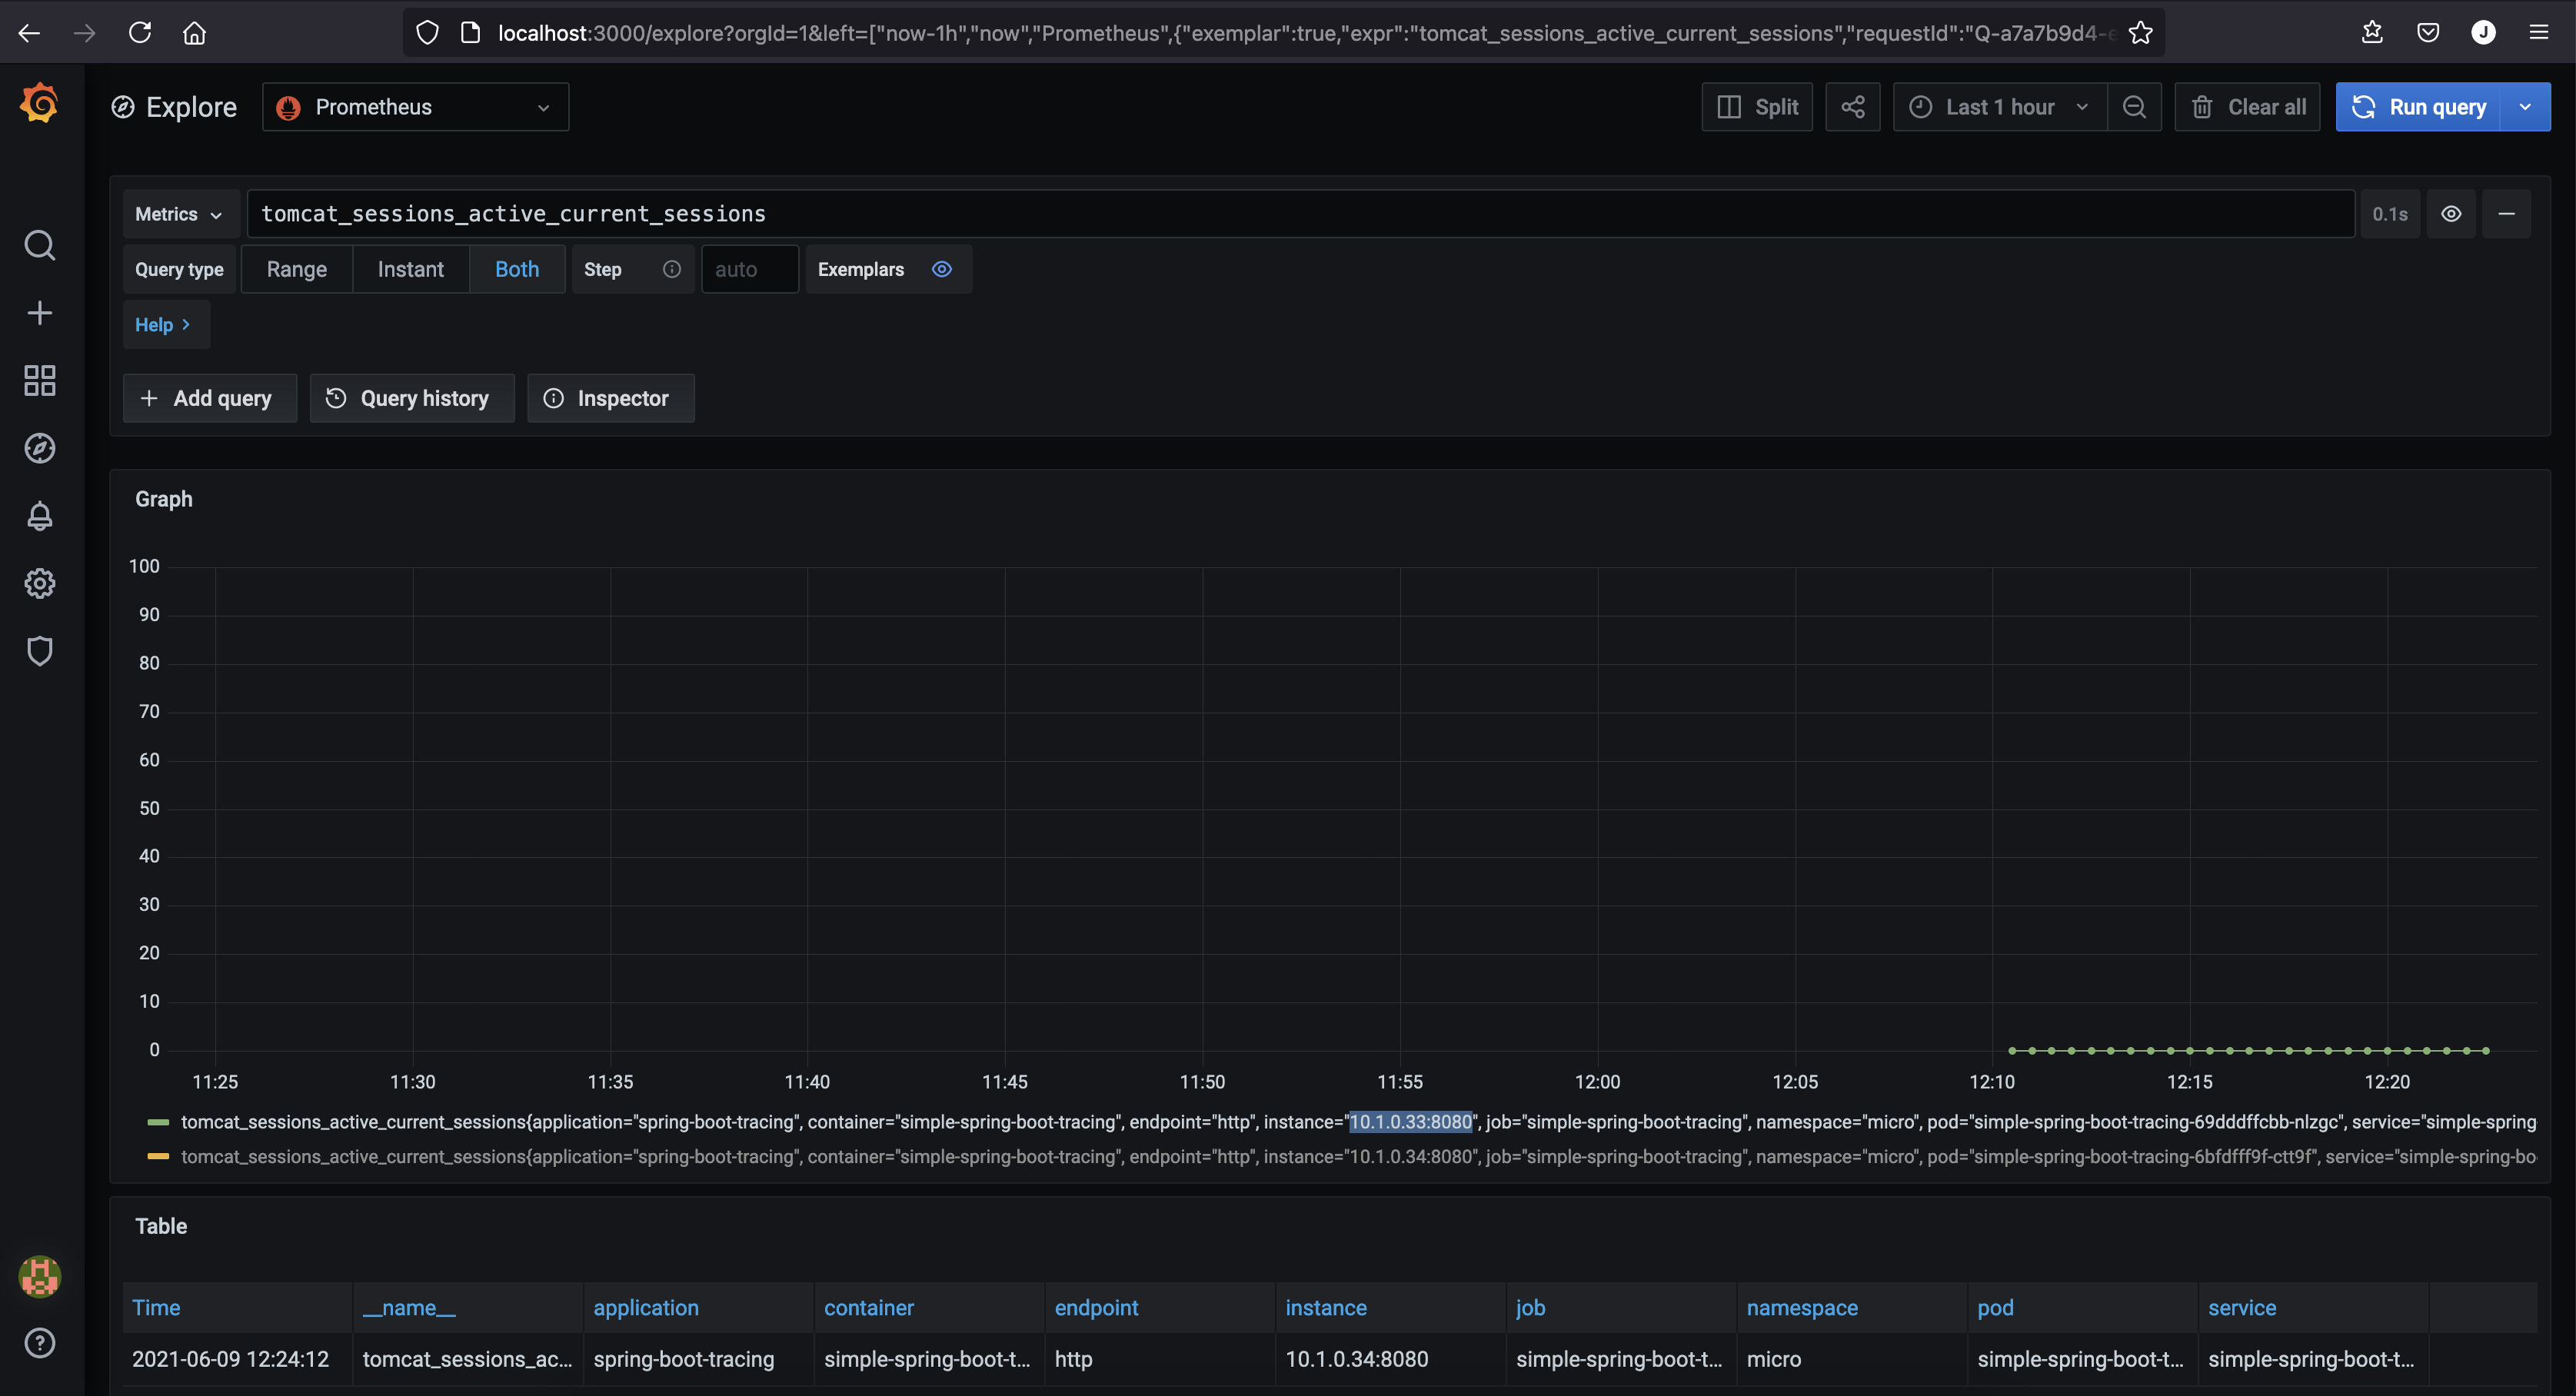 localhost:3000/explore?orgId=1&left=["now-1h","now","Prometheus",{"exemplar":true,"expr":"tomcat_sessions_active_current_sessions","requestId":"Q-a7a7b9d4-e
J
Explore
Prometheus
Split
Last 1 hour
Clear all
Run query
Metrics
tomcat_sessions_active_current_sessions
0.1s
Query type
Range
Instant
Both
Step
auto
Exemplars
Help
Add query
Query history
Inspector
Graph
100
90
80
70
60
50
40
30
20
10
0
11:25
11:30
11:35
11:40
11:45
11:50
11:55
12:00
12:05
12:10
12:15
12:20
tomcat_sessions_active_current_sessions{application="spring-boot-tracing", container="simple-spring-boot-tracing", endpoint="http", instance="10.1.0.33:8080", job="simple-spring-boot-tracing", namespace="micro", pod="simple-spring-boot-tracing-69dddffcbb-nlzgc", service="simple-spring-
tomcat_sessions_active_current_sessions{application="spring-boot-tracing", container="simple-spring-boot-tracing", endpoint="http", instance="10.1.0.34:8080", job="simple-spring-boot-tracing", namespace="micro", pod="simple-spring-boot-tracing-6bfdfff9f-ctt9f", service="simple-spring-bo
Table
Time
__name__
application
container
endpoint
instance
job
namespace
pod
service
2021-06-09 12:24:12
tomcat_sessions_ac...
spring-boot-tracing
simple-spring-boot-t...
http
10.1.0.34:8080
simple-spring-boot-t...
micro
simple-spring-boot-t...
simple-spring-boot-t...